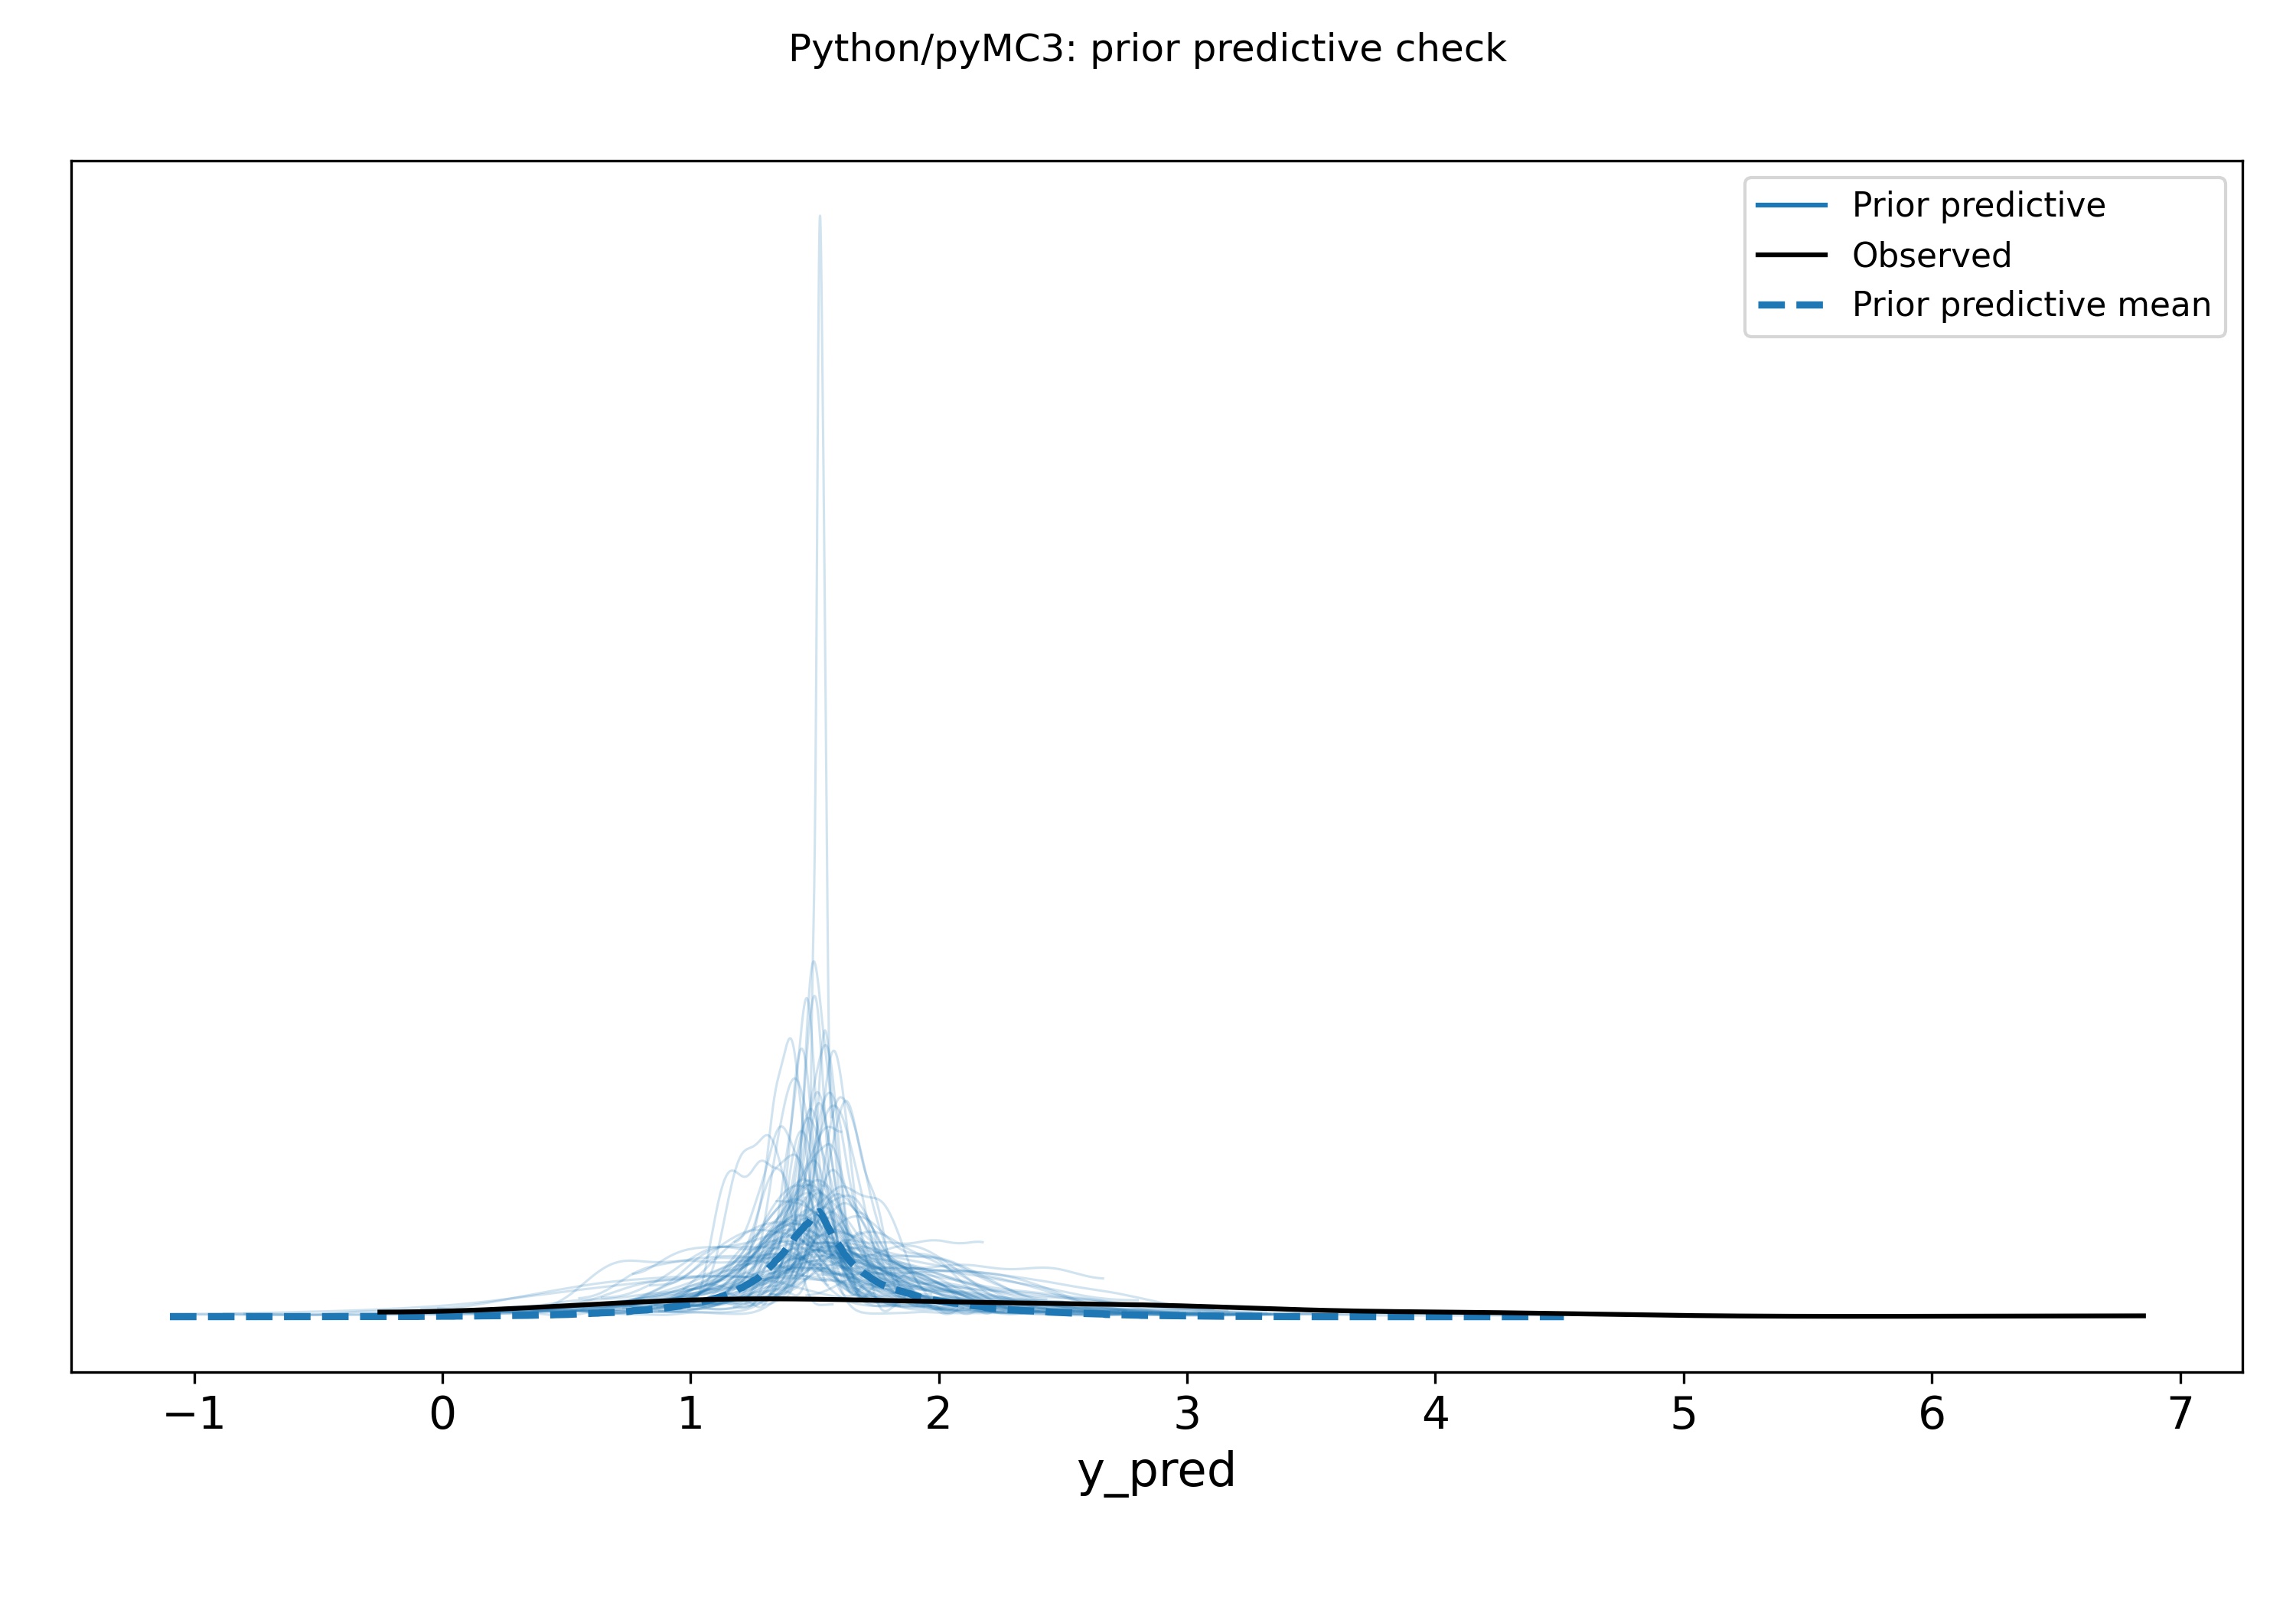 Python/pyMC3: prior predictive check
Prior predictive
Observed
Prior predictive mean
−1 0 1 2 3 4 5 6 7
y_pred